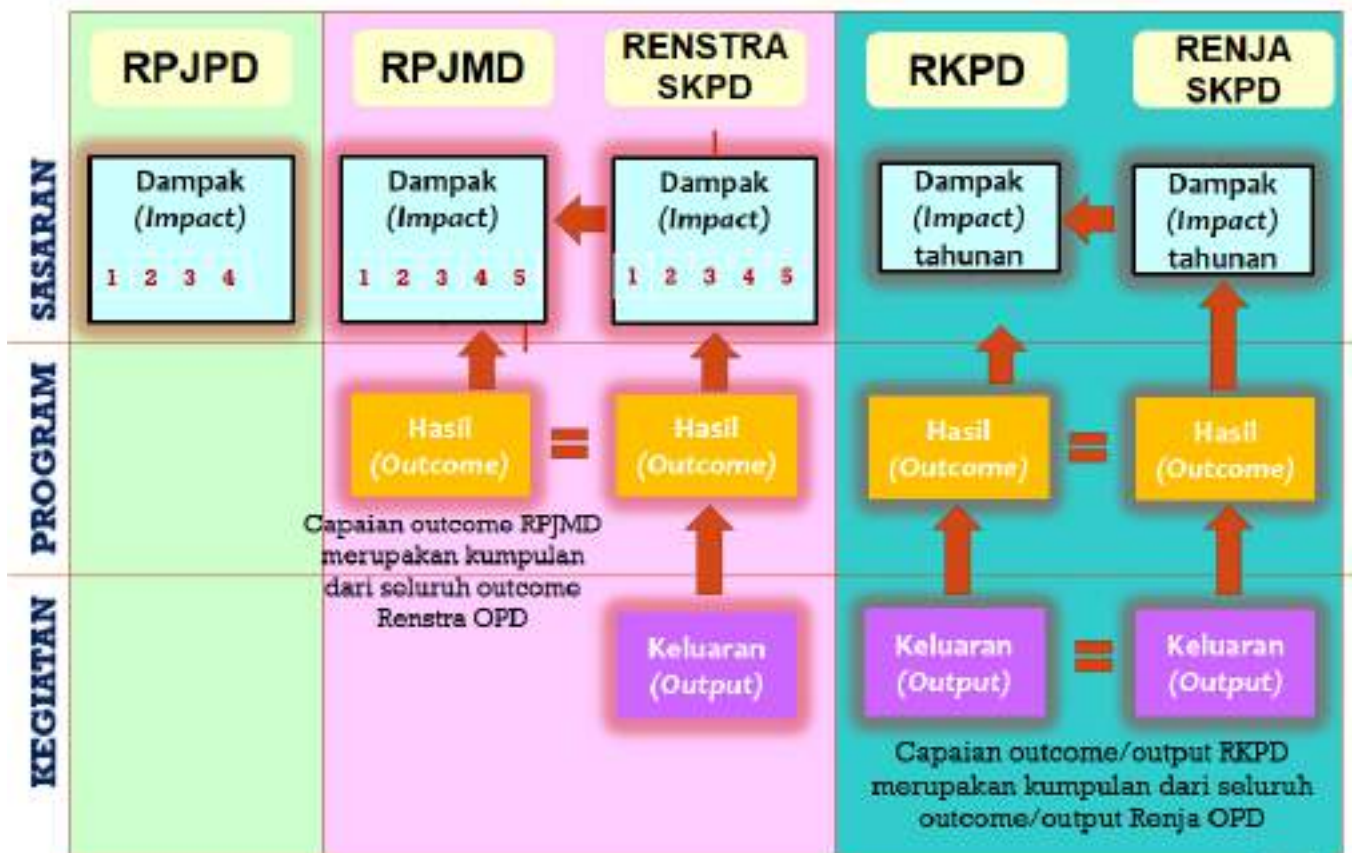 RPJPD
RPJMD
RENSTRA
SKPD
RKPD
RENJA
SKPD
SASARAN
Dampak
(Impact)
1 2 3 4
Dampak
(Impact)
1 2 3 4 5
Dampak
(Impact)
1 2 3 4 5
Dampak
(Impact)
tahunan
Dampak
(Impact)
tahunan
PROGRAM
Hasil
(Outcome)
=
Hasil
(Outcome)
Hasil
(Outcome)
=
Hasil
(Outcome)
Capaian outcome RPJMD
merupakan kumpulan
dari seluruh outcome
Renstra OPD
KEGIATAN
Keluaran
(Output)
Keluaran
(Output)
=
Keluaran
(Output)
Capaian outcome/output RKPD
merupakan kumpulan dari seluruh
outcome/output Renja OPD